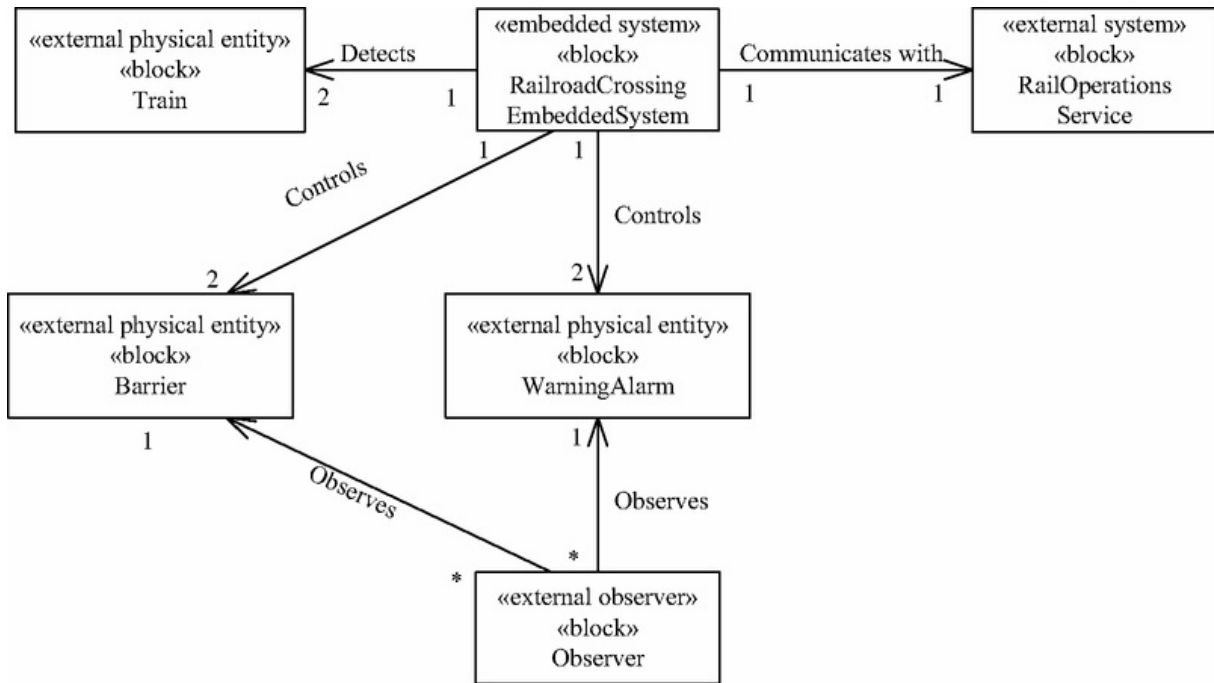 «external physical entity»
«block»
Train
Detects
2
1
«embedded system»
«block»
RailroadCrossing
EmbeddedSystem
Communicates with
1
1
«external system»
«block»
RailOperations
Service
1
1
Controls
Controls
2
2
«external physical entity»
«block»
Barrier
«external physical entity»
«block»
WarningAlarm
1
1
Observes
Observes
*
*
«external observer»
«block»
Observer